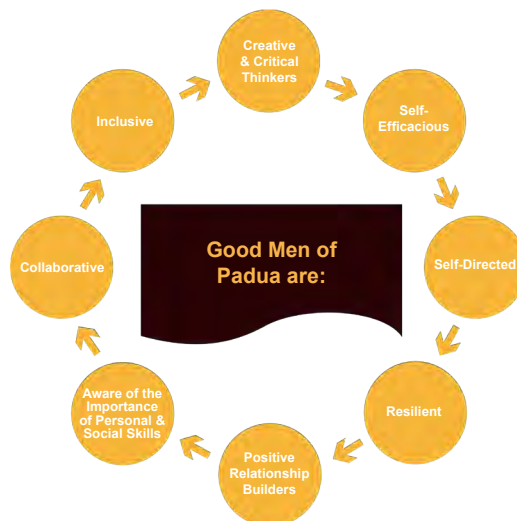 Good Men of
Padua are:
Creative
& Critical
Thinkers
Self-
Efficacious
Self-Directed
Resilient
Positive
Relationship
Builders
Aware of the
Importance
of Personal &
Social Skills
Collaborative
Inclusive